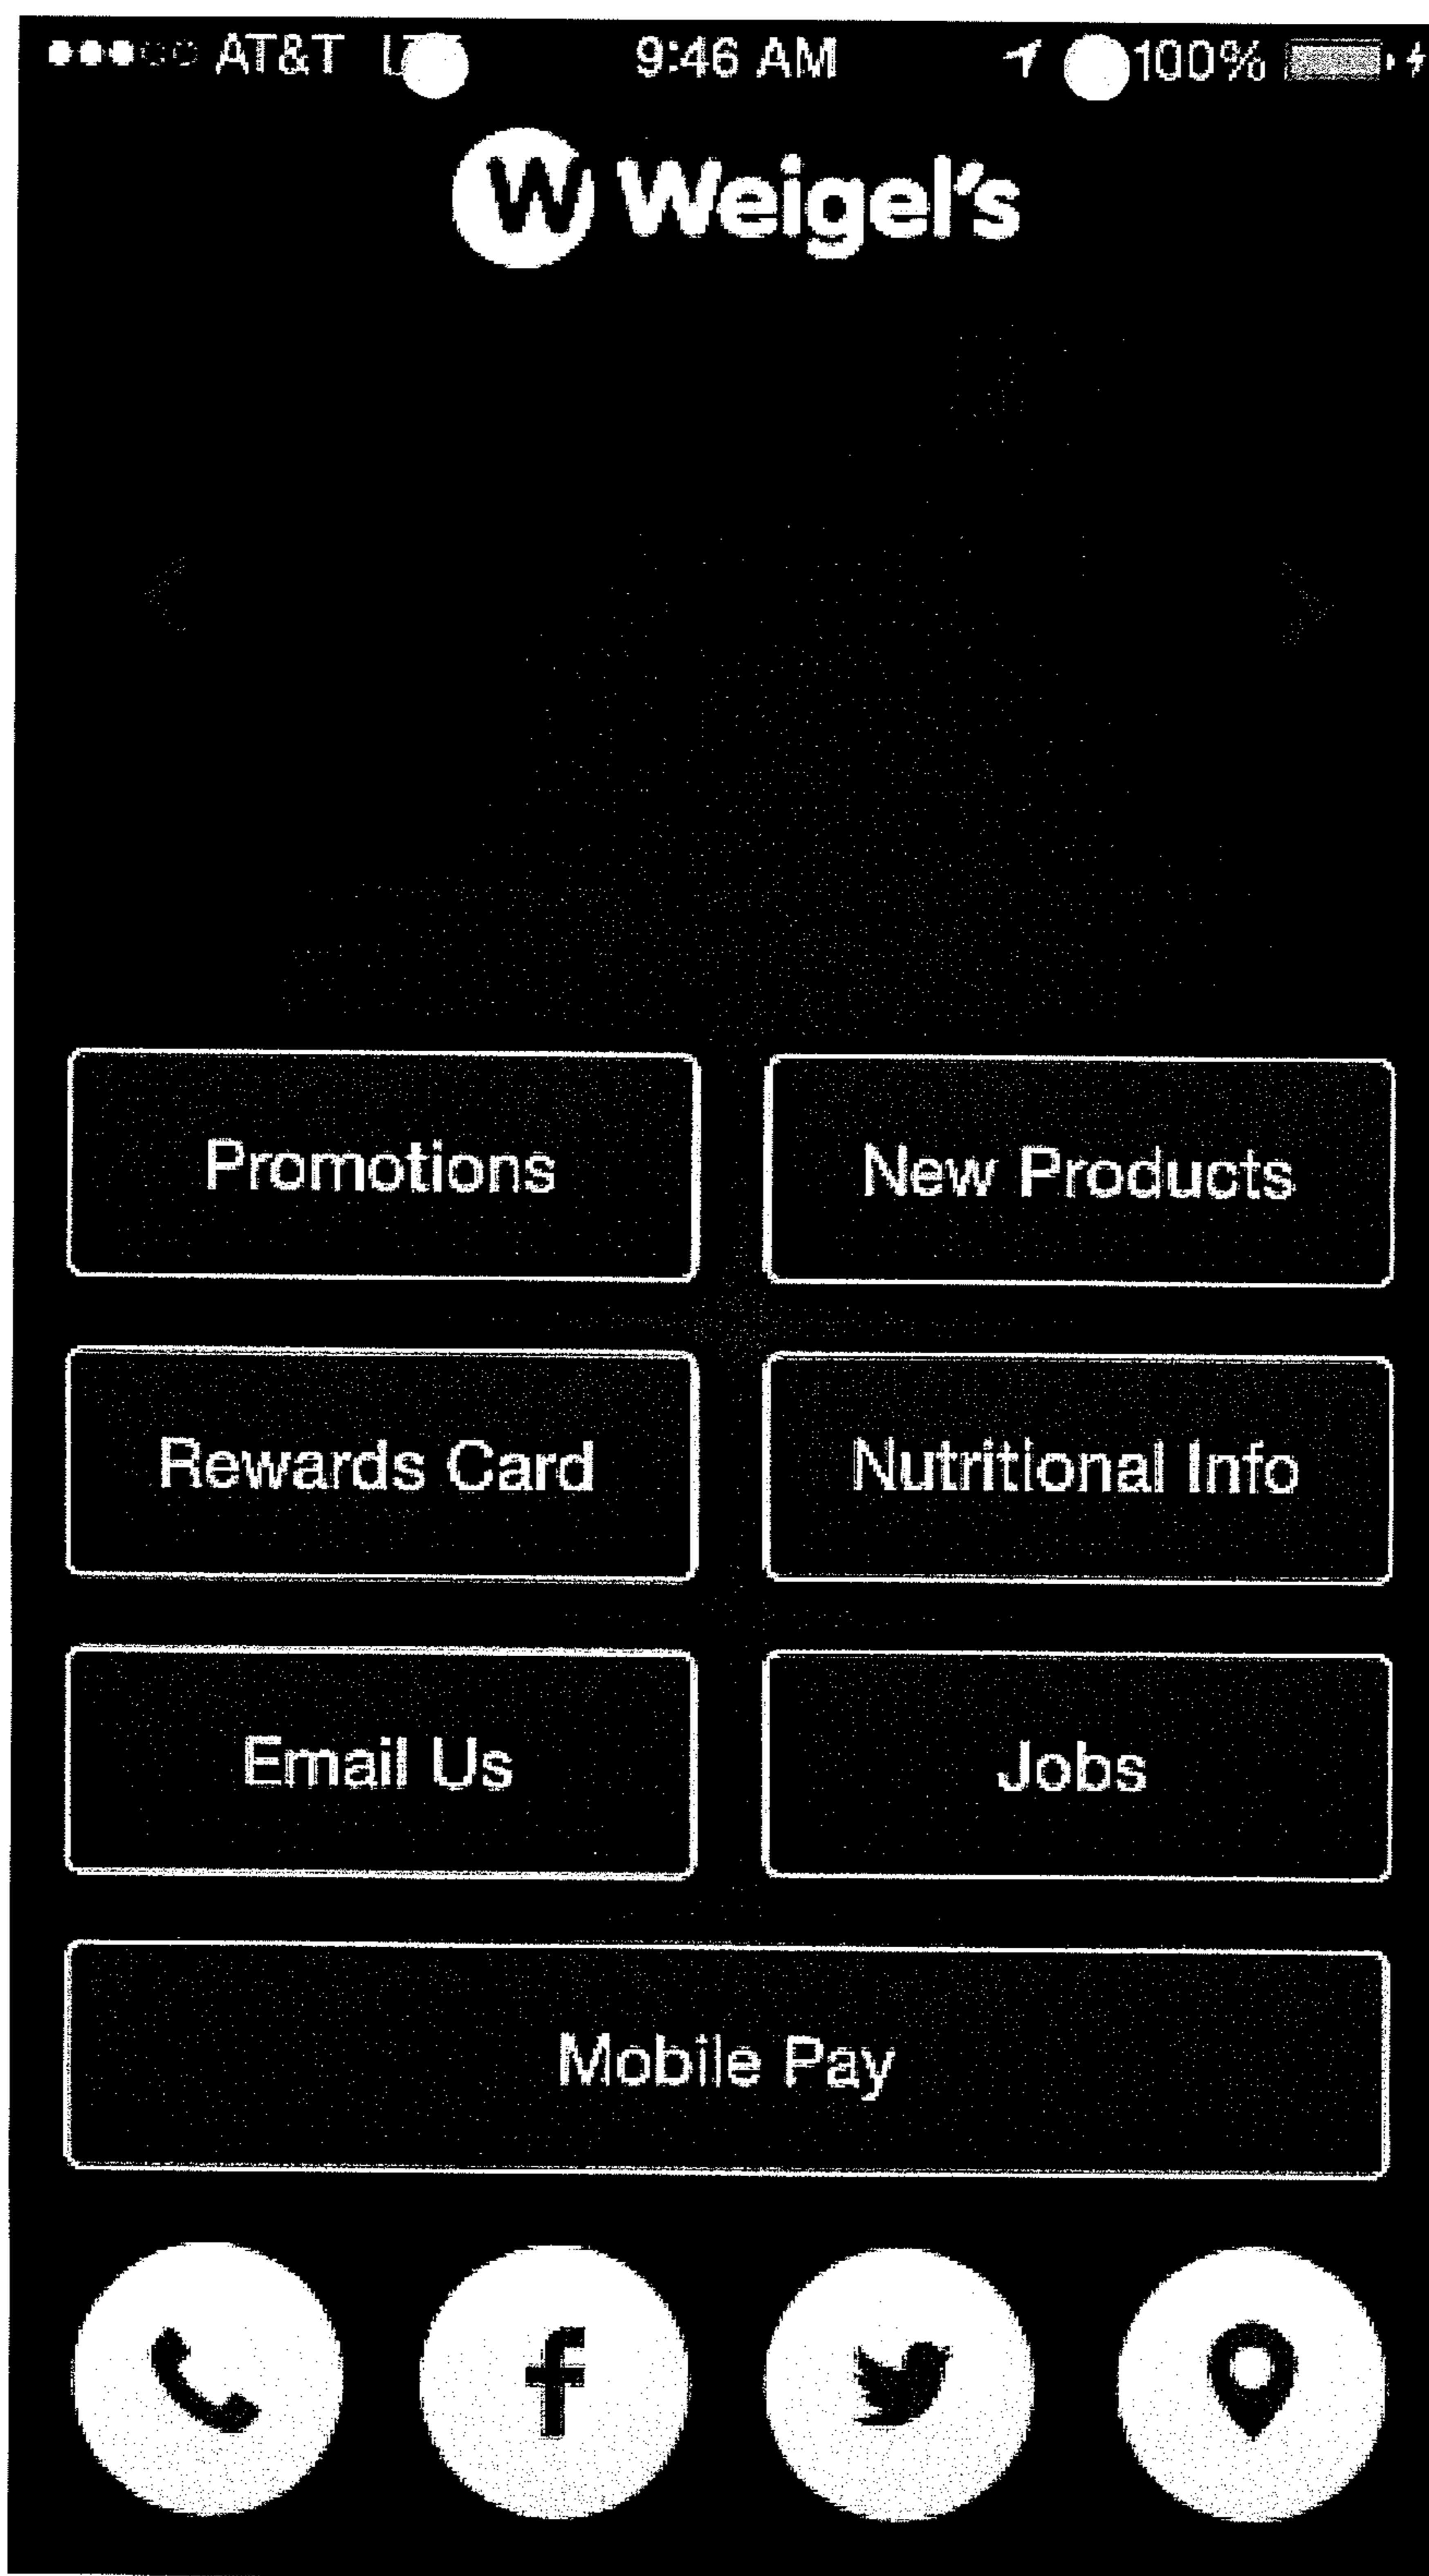 AT&T 9:46 AM 100%
W Weigel's
Promotions New Products
Rewards Card Nutritional Info
Email Us Jobs
Mobile Pay
f